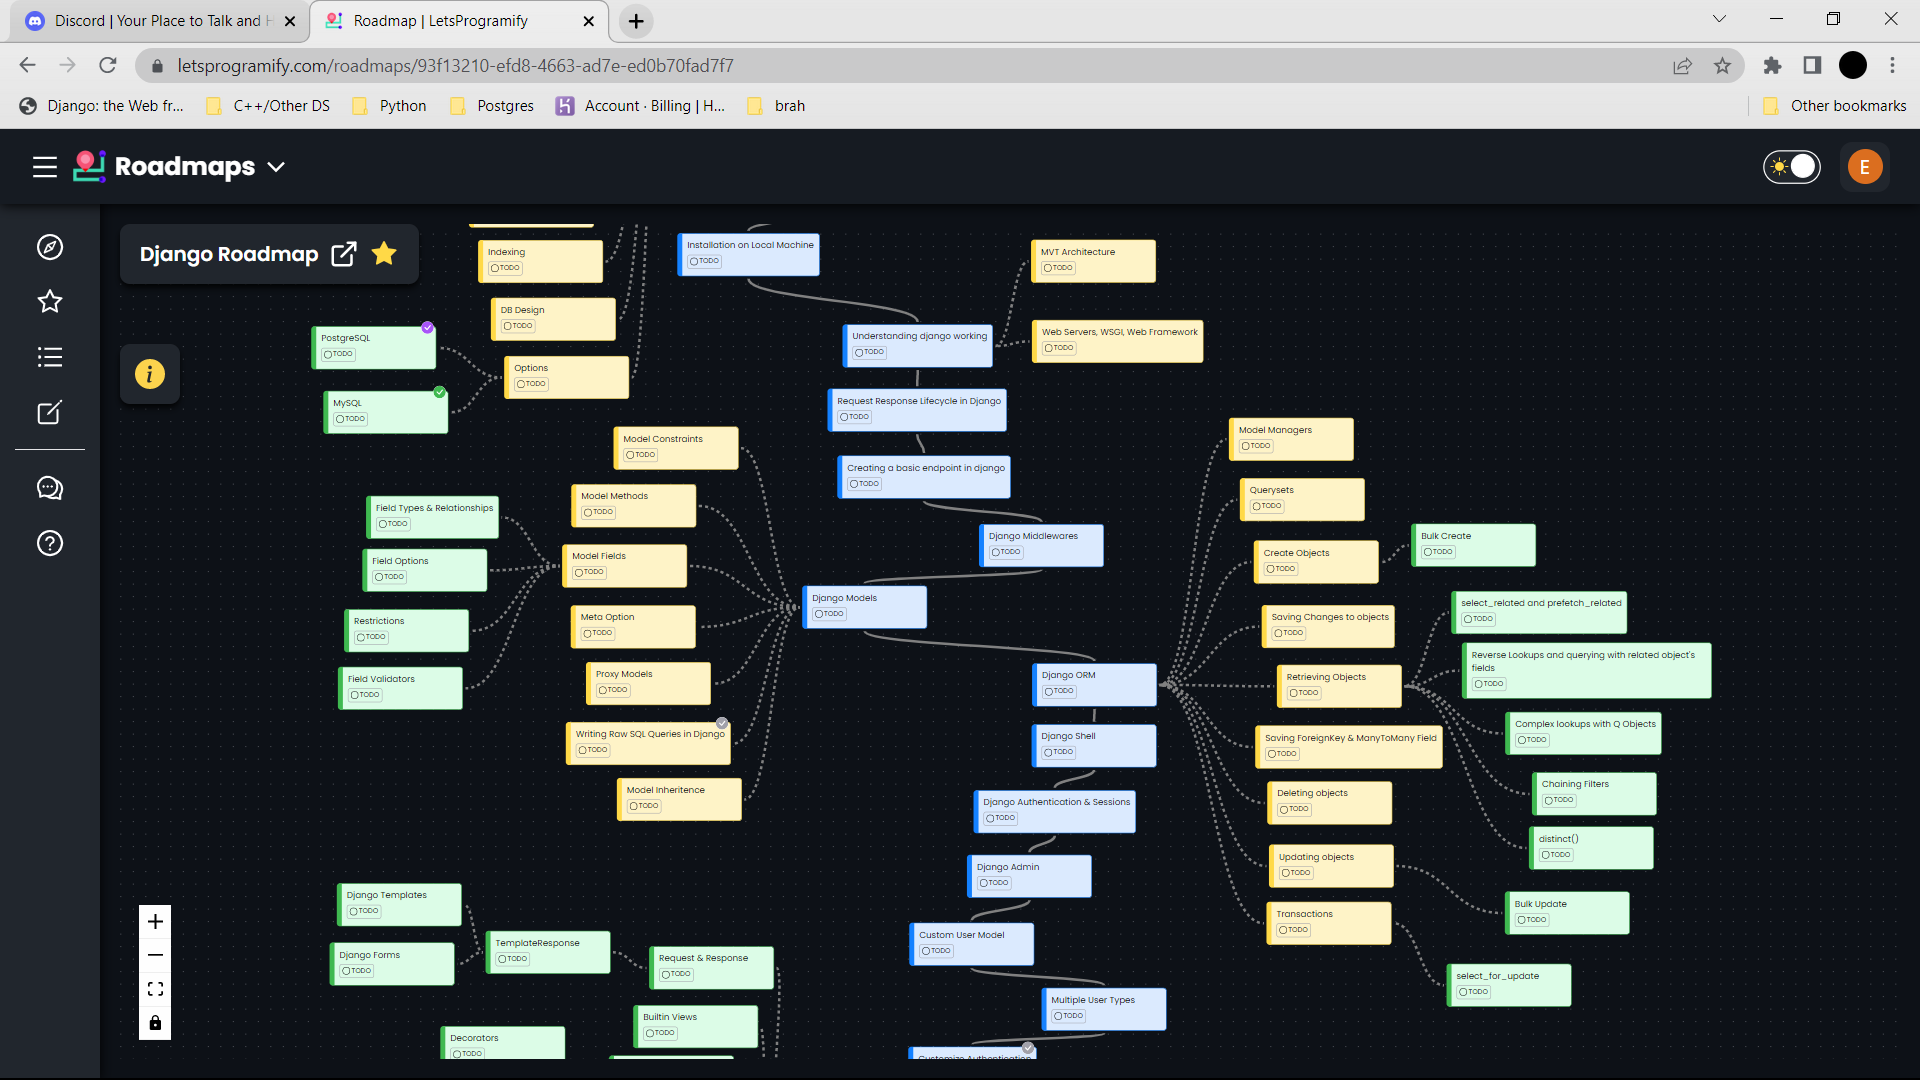 Discord | Your Place to Talk and H
Roadmap | LetsProgramify
letsprogramify.com/roadmaps/93f13210-efd8-4663-ad7e-ed0b70fad7f7
Django: the Web fr...
C++/Other DS
Python
Postgres
Account · Billing | H...
brah
Other bookmarks
Roadmaps
E
Django Roadmap
Indexing
TODO
DB Design
TODO
PostgreSQL
TODO
Options
TODO
MySQL
TODO
Installation on Local Machine
TODO
MVT Architecture
TODO
Understanding django working
TODO
Web Servers, WSGI, Web Framework
TODO
Request Response Lifecycle in Django
TODO
Creating a basic endpoint in django
TODO
Django Middlewares
TODO
Model Constraints
TODO
Model Methods
TODO
Field Types & Relationships
TODO
Model Fields
TODO
Field Options
TODO
Restrictions
TODO
Field Validators
TODO
Meta Option
TODO
Proxy Models
TODO
Writing Raw SQL Queries in Django
TODO
Model Inheritence
TODO
Django Models
TODO
Model Managers
TODO
Querysets
TODO
Create Objects
TODO
Bulk Create
TODO
Saving Changes to objects
TODO
select_related and prefetch_related
TODO
Reverse Lookups and querying with related object's
fields
TODO
Retrieving Objects
TODO
Django ORM
TODO
Complex lookups with Q Objects
TODO
Saving ForeignKey & ManyToMany Field
TODO
Django Shell
TODO
Chaining Filters
TODO
Deleting objects
TODO
Django Authentication & Sessions
TODO
distinct()
TODO
Updating objects
TODO
Django Admin
TODO
Bulk Update
TODO
Transactions
TODO
Custom User Model
TODO
select_for_update
TODO
Multiple User Types
TODO
Customize Authentication
Django Templates
TODO
Django Forms
TODO
TemplateResponse
TODO
Request & Response
TODO
Builtin Views
TODO
Decorators
TODO